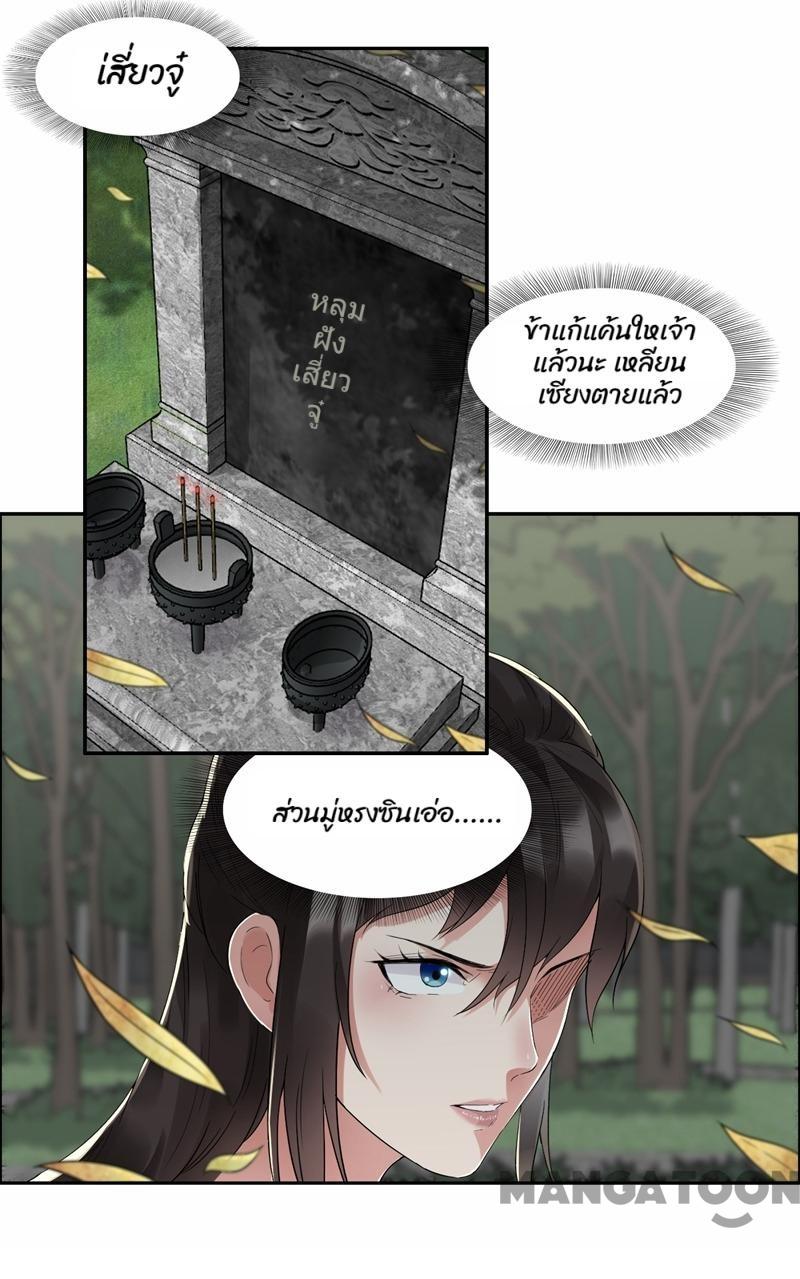 เสี่ยวจู๋
หลุม
ฝัง
เสี่ยว
จู๋
ข้าแก้แค้นให้เจ้า
แล้วนะ เหลียน
เซียงตายแล้ว
ส่วนมู่หรงซินเอ่อ......
MANGATOON